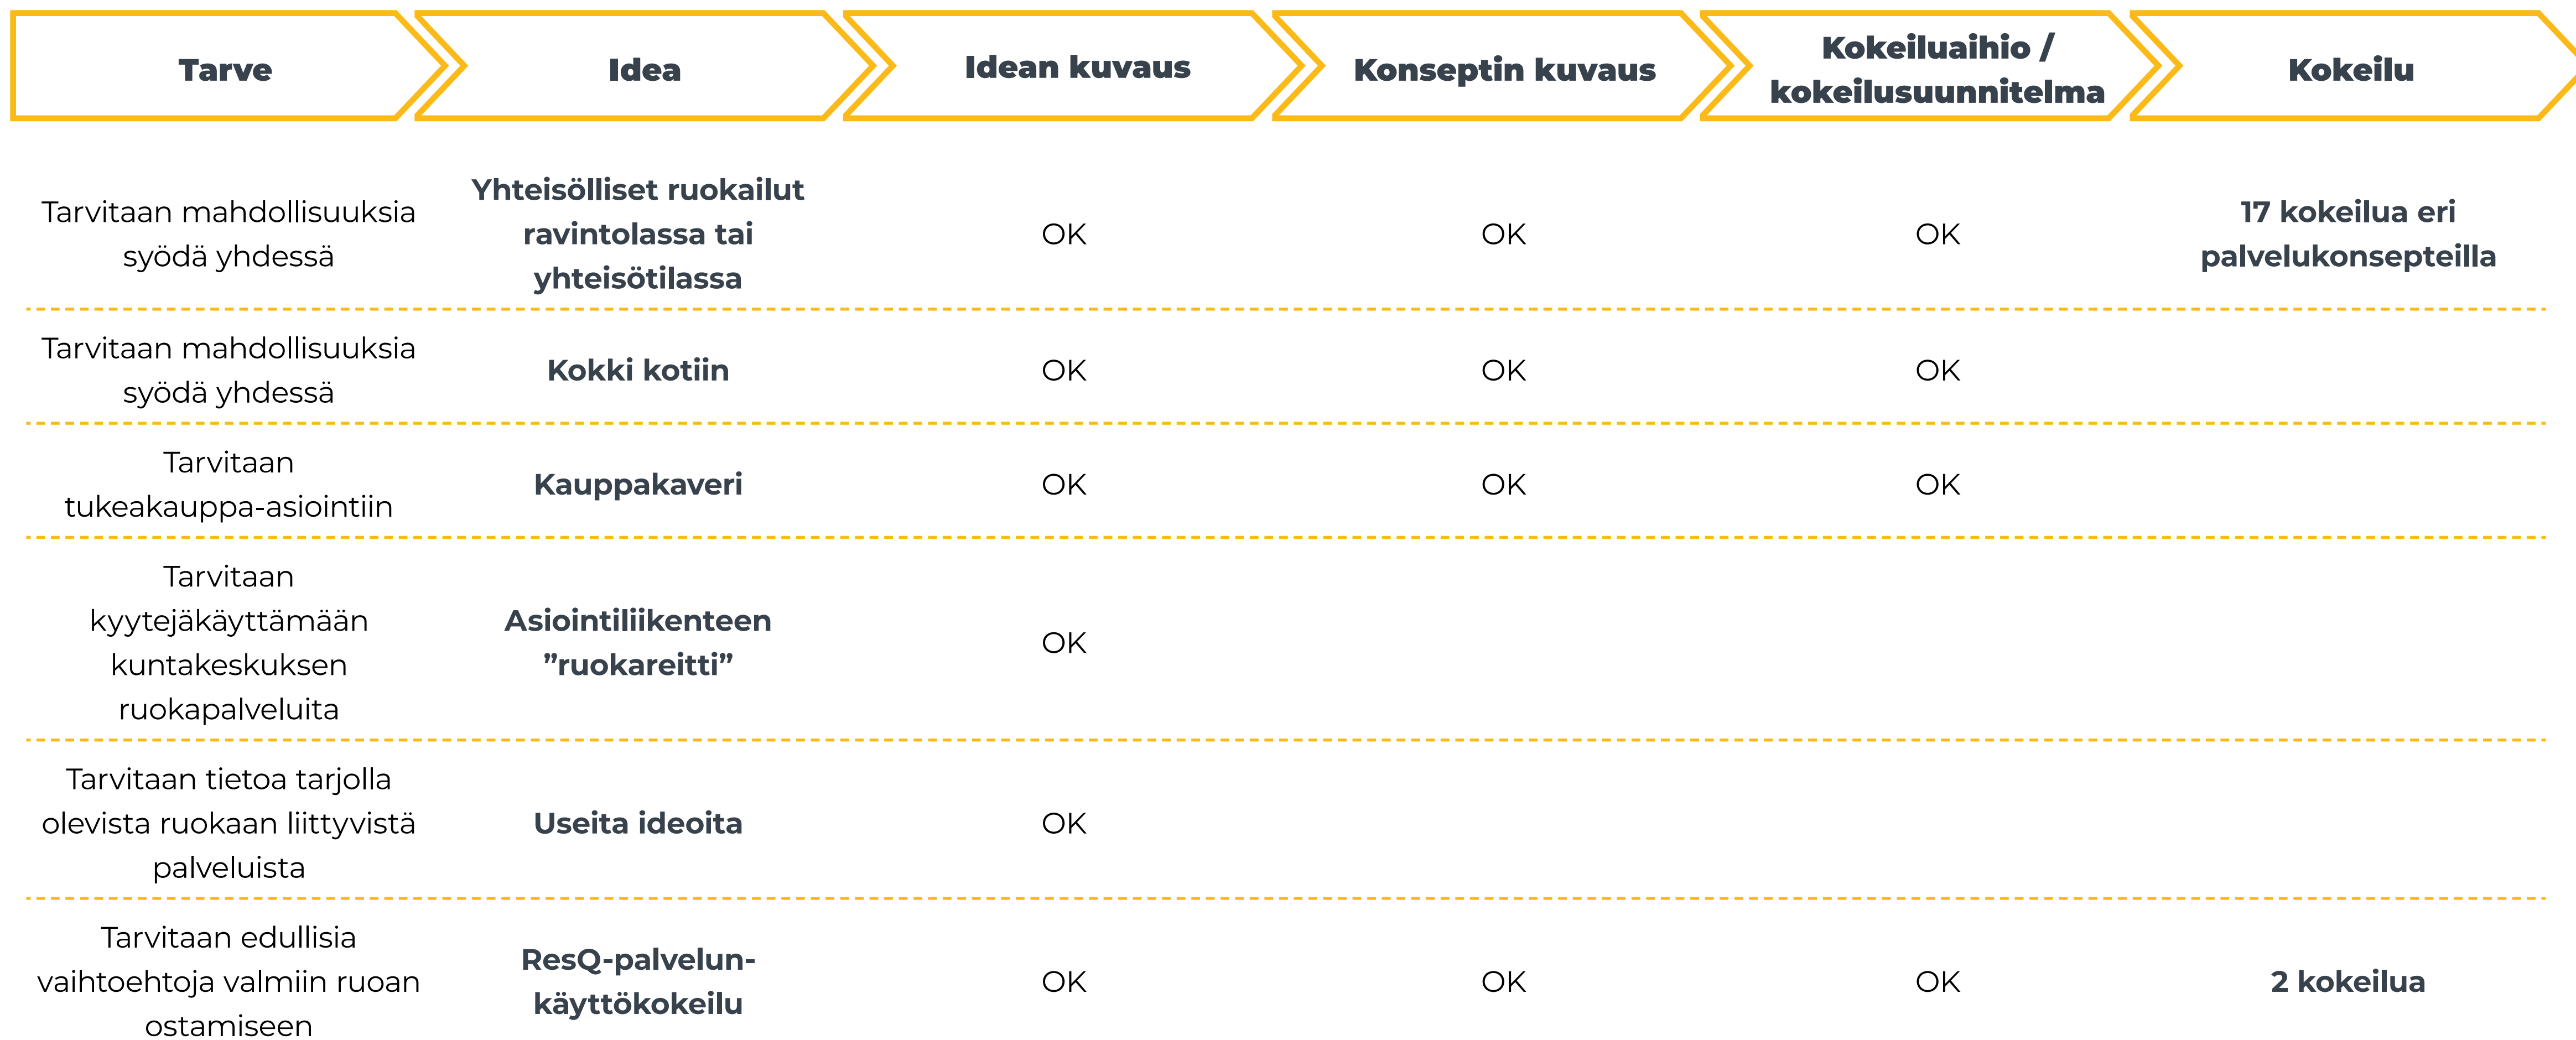 Tarve
Idea
Idean kuvaus
Konseptin kuvaus
Kokeiluaihio /
kokeilusuunnitelma
Kokeilu
Tarvitaan mahdollisuuksia
syödä yhdessä
Yhteisölliset ruokailut
ravintolassa tai
yhteisötilassa
OK
OK
OK
17 kokeilua eri
palvelukonsepteilla
Tarvitaan mahdollisuuksia
syödä yhdessä
Kokki kotiin
OK
OK
OK
Tarvitaan
tukeakauppa-asiointiin
Kauppakaveri
OK
OK
OK
Tarvitaan
kyytejäkäyttämään
kuntakeskuksen
ruokapalveluita
Asiointiliikenteen
”ruokareitti”
OK
Tarvitaan tietoa tarjolla
olevista ruokaan liittyvistä
palveluista
Useita ideoita
OK
Tarvitaan edullisia
vaihtoehtoja valmiin ruoan
ostamiseen
ResQ-palvelun-
käyttökokeilu
OK
OK
OK
2 kokeilua